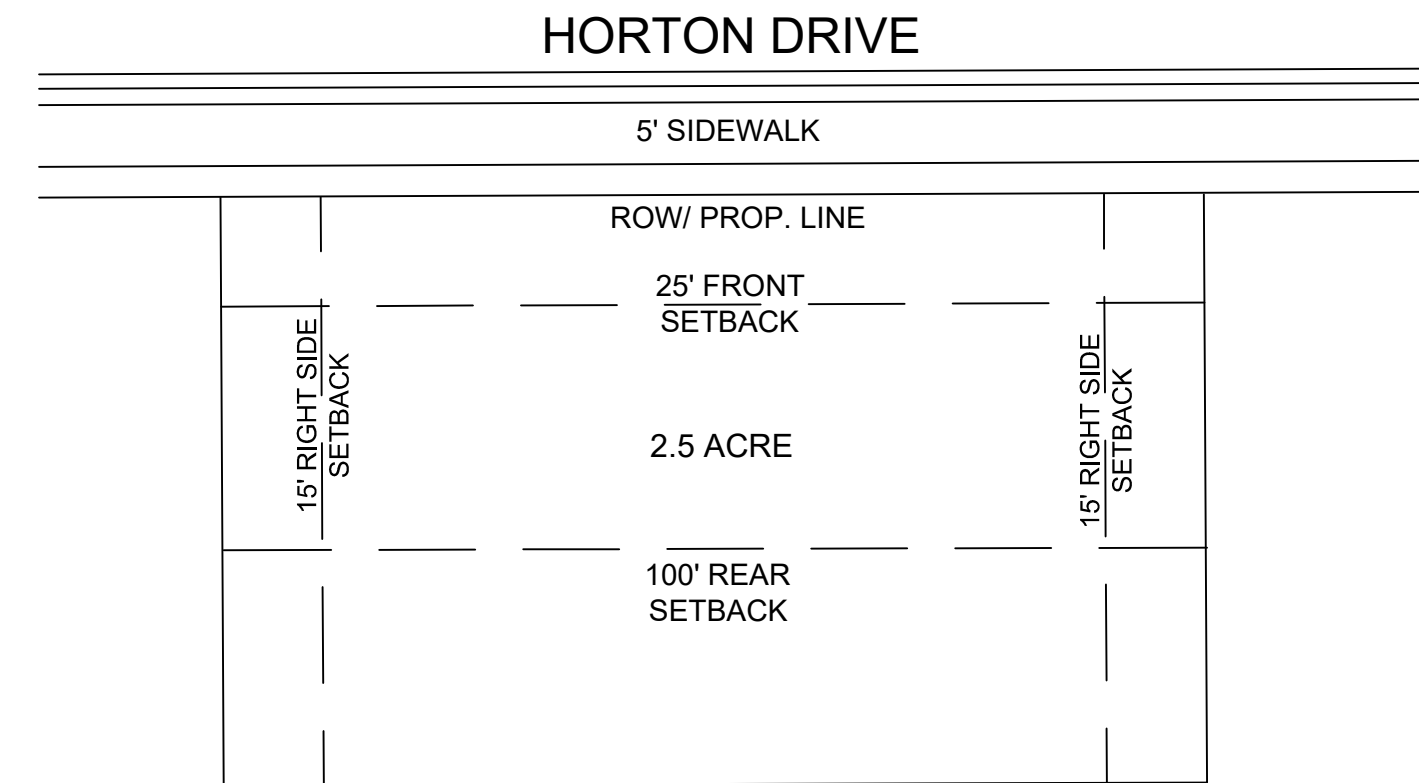 HORTON DRIVE
5' SIDEWALK
ROW/ PROP. LINE
25' FRONT
SETBACK
15' RIGHT SIDE
SETBACK
2.5 ACRE
15' RIGHT SIDE
SETBACK
100' REAR
SETBACK